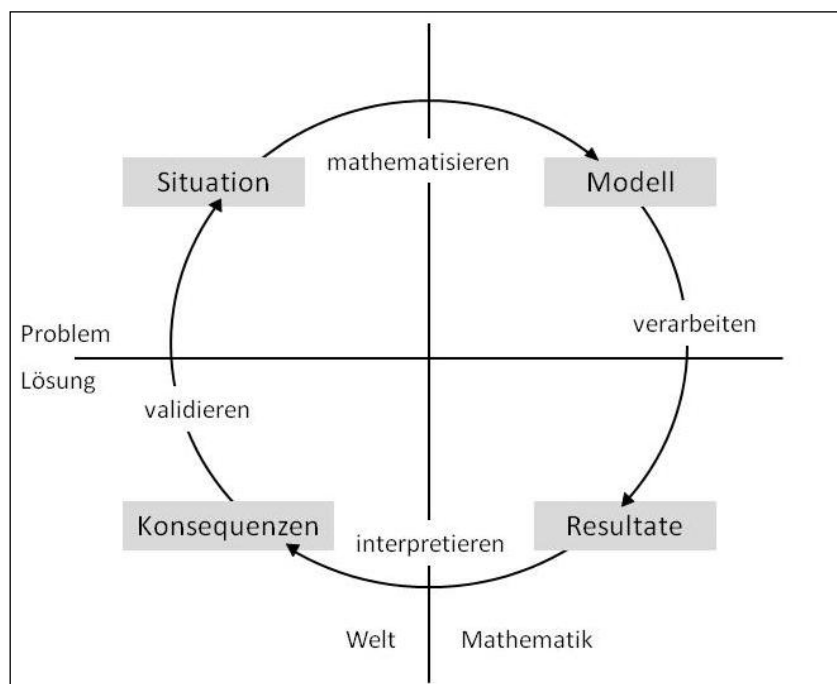 mathematisieren
Situation
Modell
verarbeiten
Problem
Lösung
validieren
Konsequenzen
interpretieren
Resultate
Welt
Mathematik